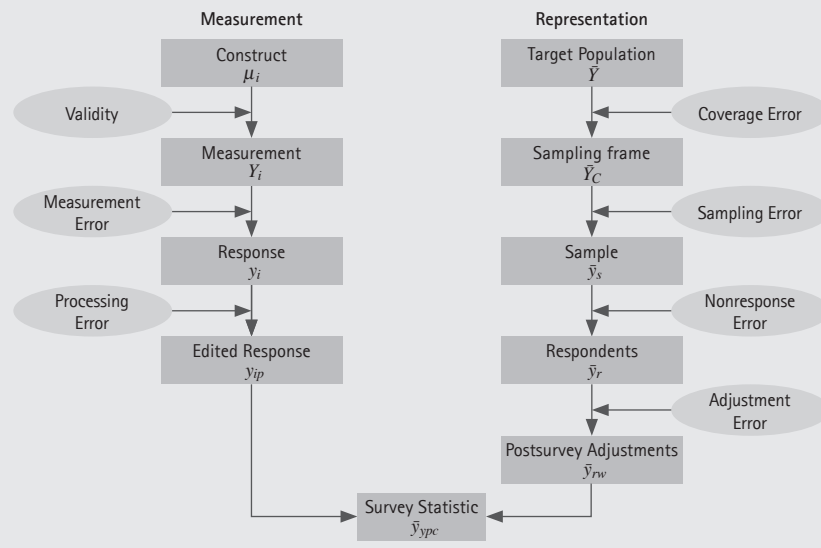 Measurement
Construct
μi
Validity
Measurement
Yi
Measurement
Error
Response
yi
Processing
Error
Edited Response
yip
Representation
Target Population
Ȳ
Coverage Error
Sampling frame
ȲC
Sampling Error
Sample
ȳs
Nonresponse
Error
Respondents
ȳr
Adjustment
Error
Postsurvey Adjustments
ȳrw
Survey Statistic
ȳypc